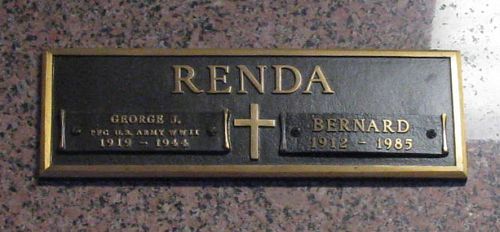 RENDA
GEORGE J.
PFC U.S. ARMY WWII
1919 - 1944
BERNARD
1912 - 1985